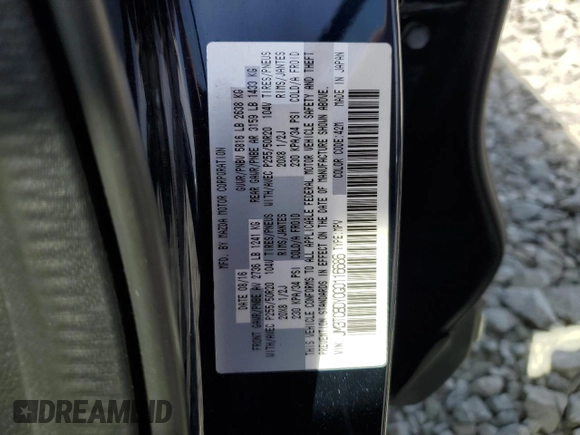 MFD. BY MAZDA MOTOR CORPORATION
08/16 GVWR/PNBV 5816 LB 2638 KG
FRONT GAWR/PNBE AV 2736 LB 1241 KG REAR GAWR/PNBE AR 3159 LB 1433 KG
WITH/AVEC P255/50R20 104V TIRES/PNEUS WITH/AVEC P255/50R20 104V TIRES/PNEUS
20X8 1/2J RIMS/JANTES 20X8 1/2J RIMS/JANTES
230 KPA/34 PSI COLD/A FROID 230 KPA/34 PSI COLD/A FROID
THIS VEHICLE CONFORMS TO ALL APPLICABLE FEDERAL MOTOR VEHICLE SAFETY AND THEFT
PREVENTION STANDARDS IN EFFECT ON THE DATE OF MANUFACTURE SHOWN ABOVE.
VIN: TYPE:MPV COLOR CODE: 42M MADE IN JAPAN
DREAMBID